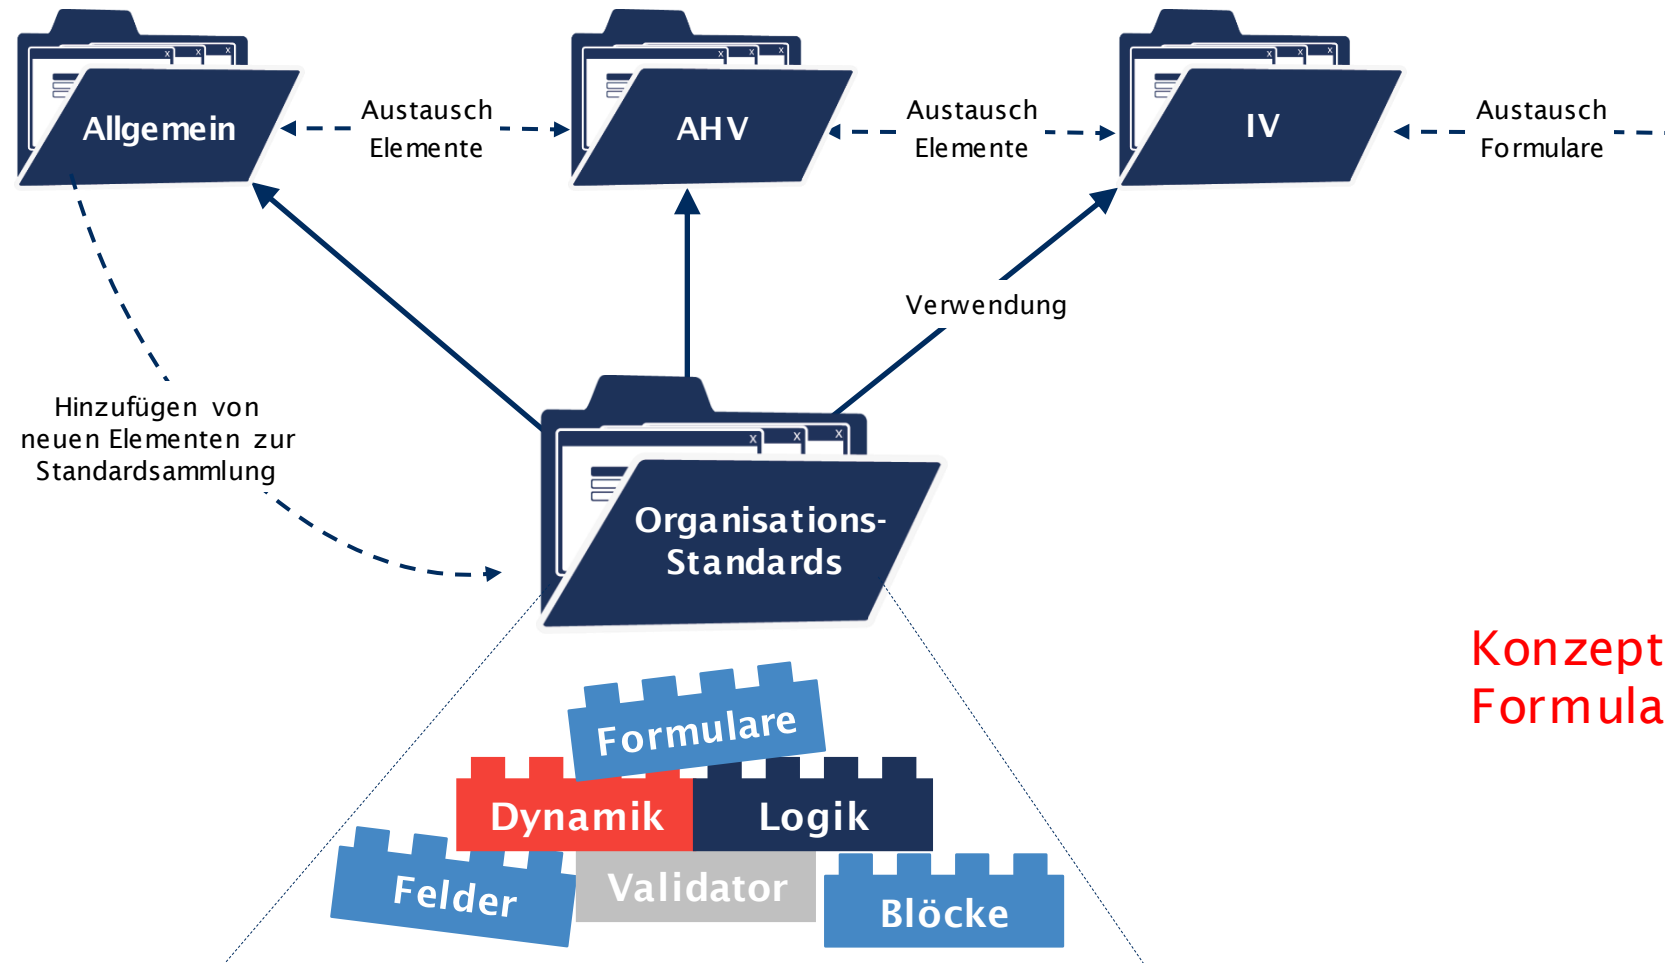 Allgemein
Austausch
Elemente
AHV
Austausch
Elemente
IV
Austausch
Formulare
Verwendung
Hinzufügen von
neuen Elementen zur
Standardsammlung
Organisations-
Standards
Konzept
Formula
Formulare
Dynamik
Logik
Felder
Validator
Blöcke